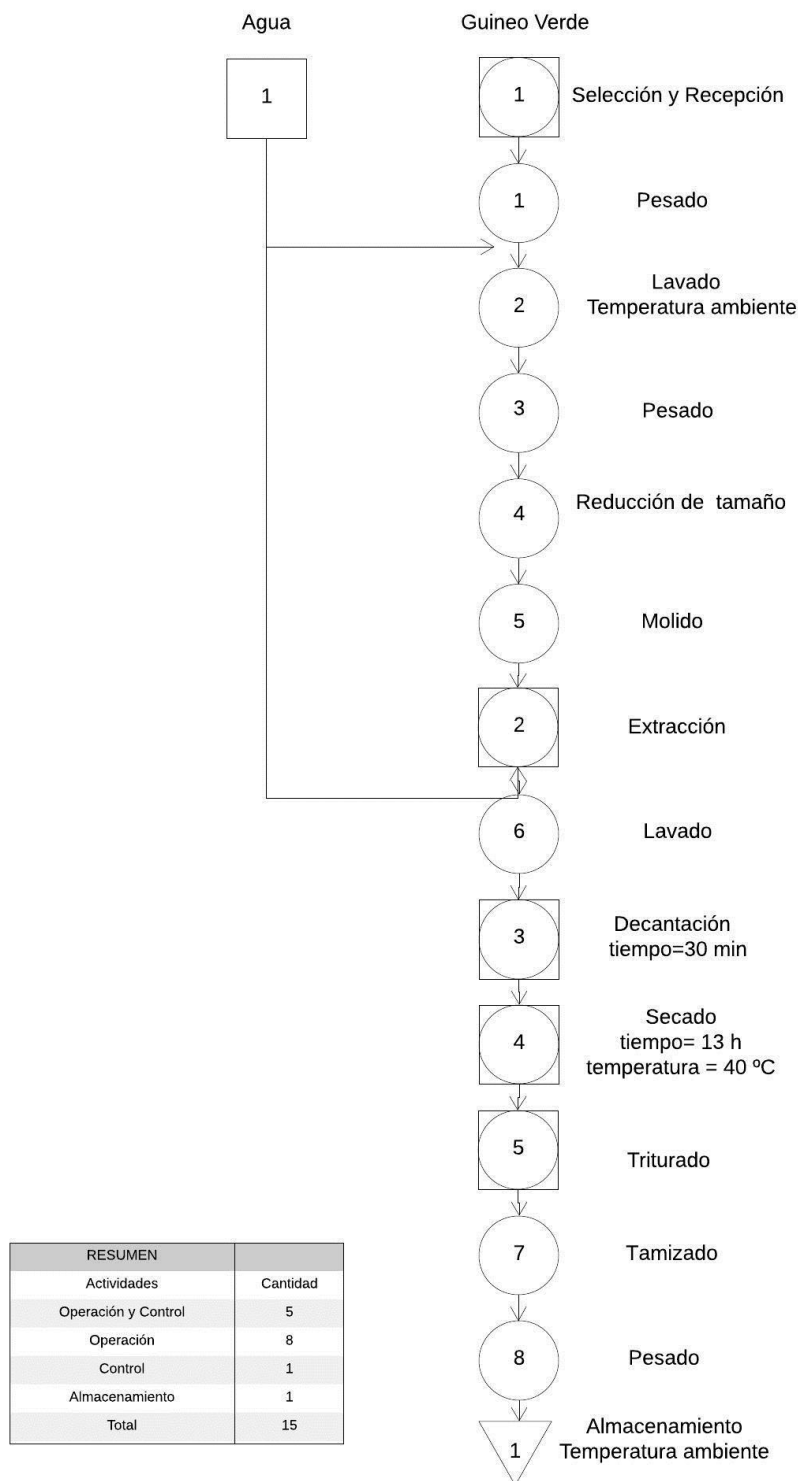 Agua
Guineo Verde
1
1
Selección y Recepción
1
Pesado
2
Lavado
Temperatura ambiente
3
Pesado
4
Reducción de tamaño
5
Molido
2
Extracción
6
Lavado
3
Decantación
tiempo=30 min
4
Secado
tiempo= 13 h
temperatura = 40 ºC
5
Triturado
7
Tamizado
8
Pesado
1
Almacenamiento
Temperatura ambiente
RESUMEN
Actividades Cantidad
Operación y Control 5
Operación 8
Control 1
Almacenamiento 1
Total 15